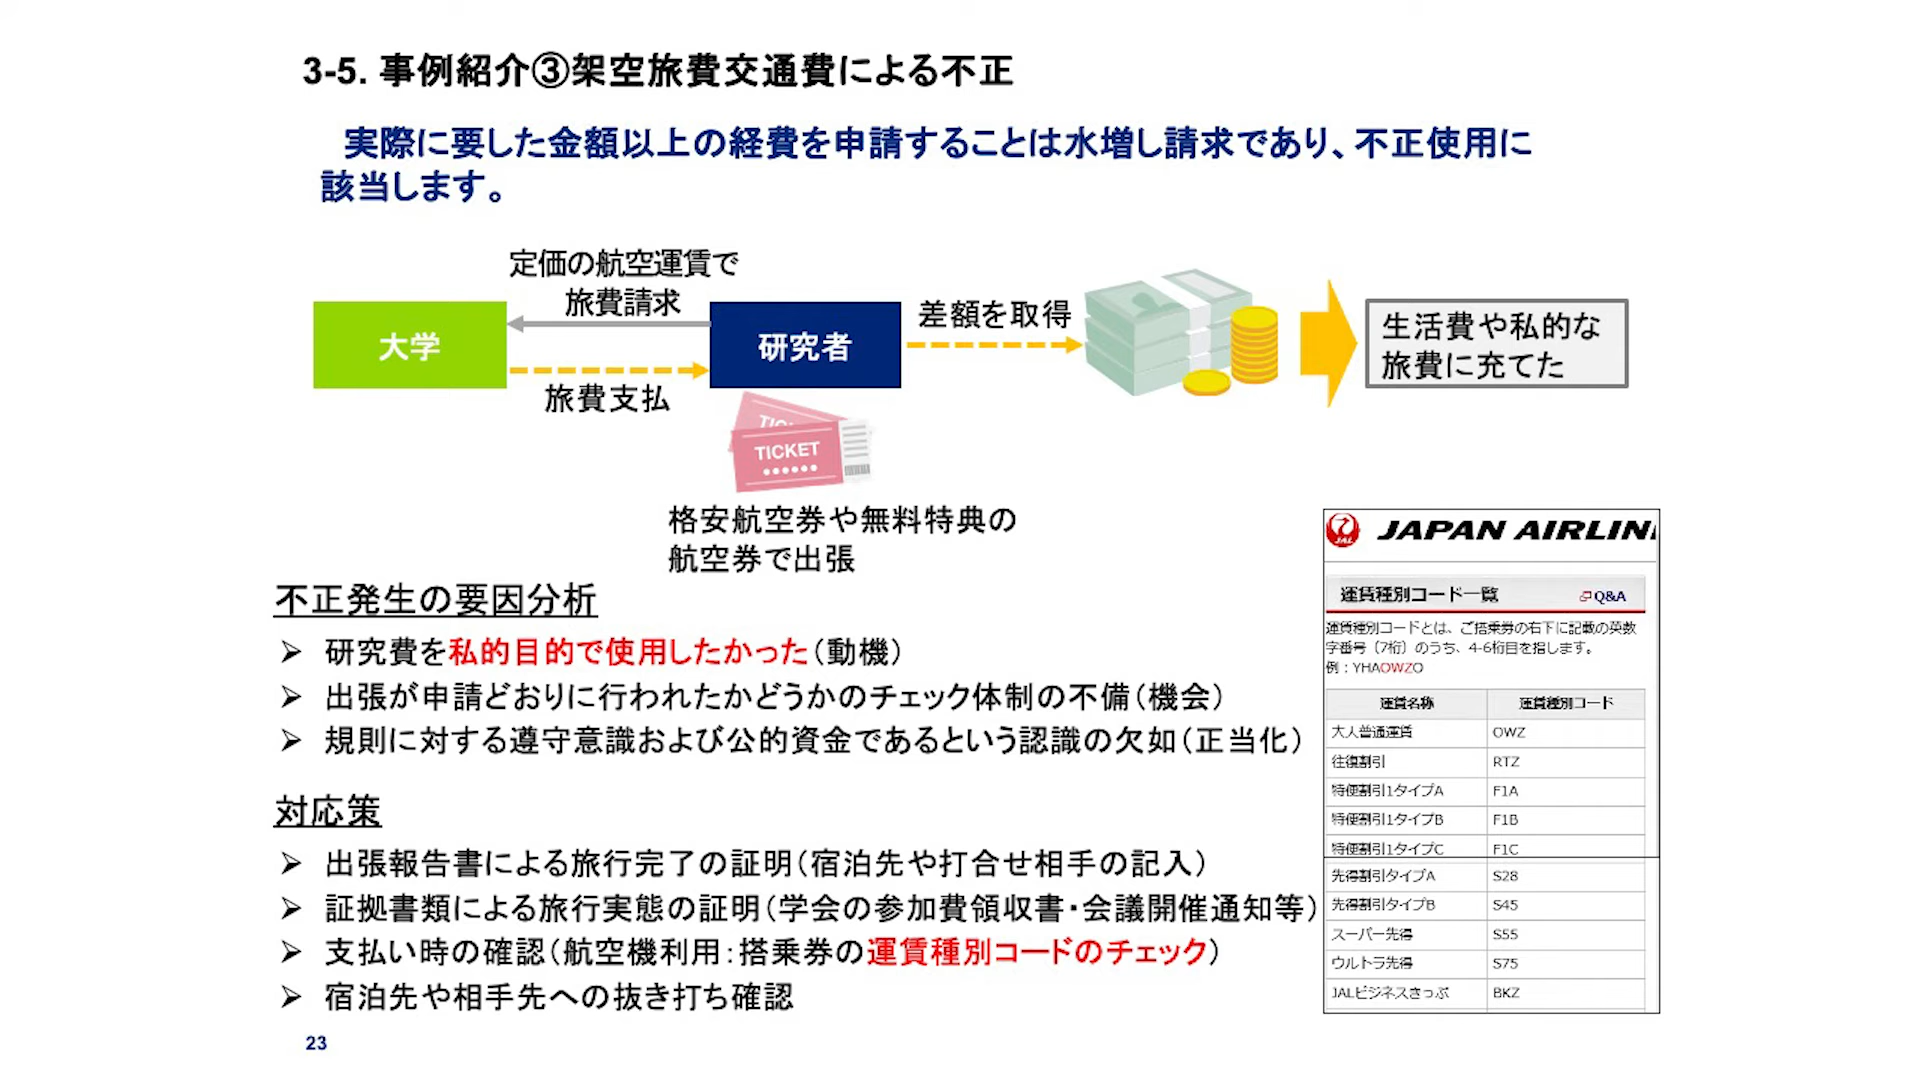 3-5. 事例紹介③架空旅費交通費による不正
実際に要した金額以上の経費を申請することは水増し請求であり、不正使用に
該当します。
定価の航空運賃で
旅費請求
大学
研究者
旅費支払
差額を取得
生活費や私的な
旅費に充てた
TICKET
格安航空券や無料特典の
航空券で出張
不正発生の要因分析
➢ 研究費を私的目的で使用したかった（動機）
➢ 出張が申請どおりに行われたかどうかのチェック体制の不備（機会）
➢ 規則に対する遵守意識および公的資金であるという認識の欠如（正当化）
対応策
➢ 出張報告書による旅行完了の証明（宿泊先や打合せ相手の記入）
➢ 証拠書類による旅行実態の証明（学会の参加費領収書・会議開催通知等）
➢ 支払い時の確認（航空機利用：搭乗券の運賃種別コードのチェック）
➢ 宿泊先や相手先への抜き打ち確認
JAL JAPAN AIRLIN
運賃種別コード一覧 Q&A
運賃種別コードとは、ご搭乗券の右下に記載の英数
字番号（7桁）のうち、4-6桁目を指します。
例：YHAOWZO
運賃名称 運賃種別コード
大人普通運賃 OWZ
往復割引 RTZ
特便割引1タイプA F1A
特便割引1タイプB F1B
特便割引1タイプC F1C
先得割引タイプA S28
先得割引タイプB S45
スーパー先得 S55
ウルトラ先得 S75
JALビジネスきっぷ BKZ
23